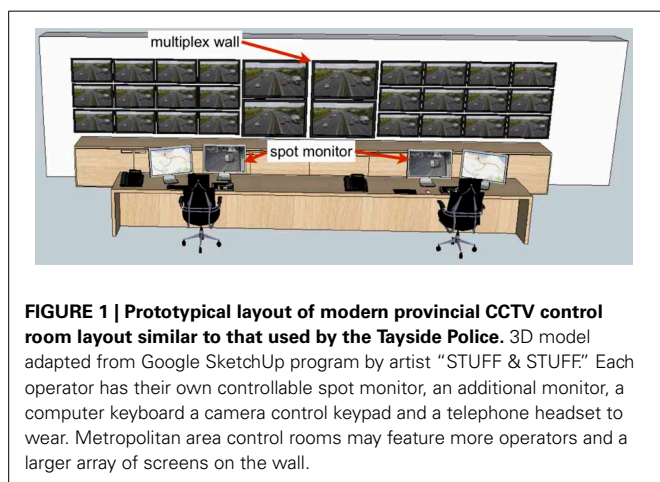 multiplex wall
spot monitor
FIGURE 1 | Prototypical layout of modern provincial CCTV control
room layout similar to that used by the Tayside Police. 3D model
adapted from Google SketchUp program by artist “STUFF & STUFF.” Each
operator has their own controllable spot monitor, an additional monitor, a
computer keyboard a camera control keypad and a telephone headset to
wear. Metropolitan area control rooms may feature more operators and a
larger array of screens on the wall.